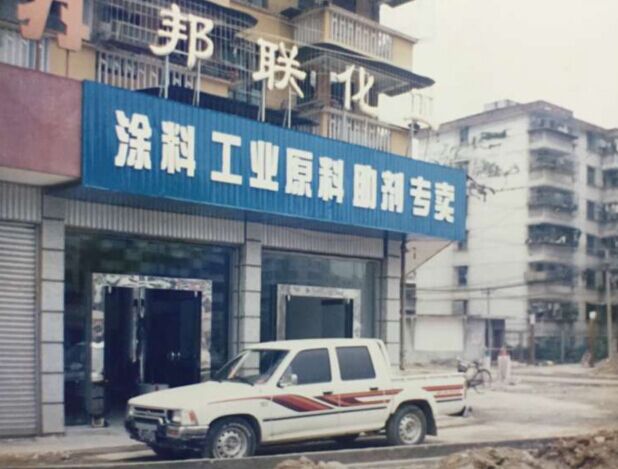 邦联化
涂料 工业原料 助剂 专卖